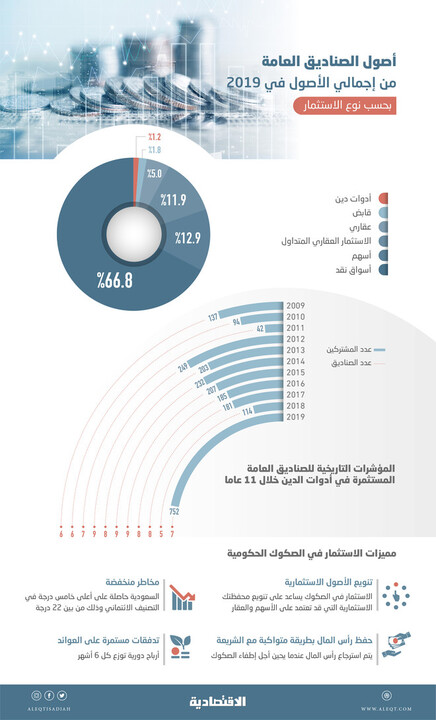 أصول الصناديق العامة
من إجمالي الأصول في 2019
بحسب نوع الاستثمار
%1.2
%1.8
%5.0
%11.9
%12.9
%66.8
أدوات دين
قابض
عقاري
الاستثمار العقاري المتداول
أسهم
أسواق نقد
2009
2010
2011
2012
2013
2014
2015
2016
2017
2018
2019
137
94
42
249
203
232
207
185
181
114
752
عدد المشتركين
عدد الصناديق
المؤشرات التاريخية للصناديق العامة
المستثمرة في أدوات الدين خلال 11 عاما
6 6 7 7 9 9 9 8 8 5 7
مميزات الاستثمار في الصكوك الحكومية
تنويع الأصول الاستثمارية
الاستثمار في الصكوك يساعد على تنويع محفظتك
الاستثمارية التي قد تعتمد على الأسهم والعقار
مخاطر منخفضة
السعودية حاصلة على أعلى خامس درجة في
التصنيف الائتماني وذلك من بين 22 درجة
حفظ رأس المال بطريقة متواكبة مع الشريعة
يتم استرجاع رأس المال عندما يحين أجل إطفاء الصكوك
تدفقات مستمرة على العوائد
أرباح دورية توزع كل 6 أشهر
ALEQTISADIAH
الاقتصادية
WWW.ALEQT.COM